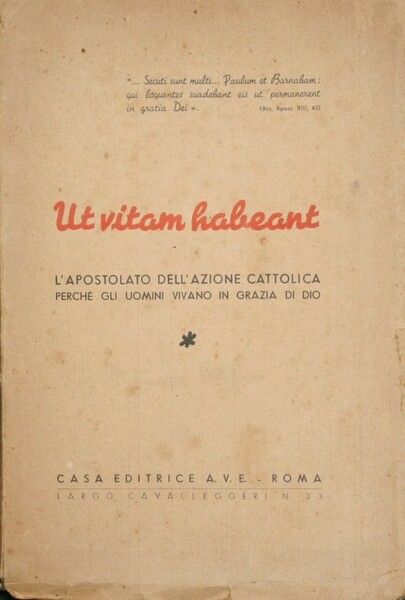 «... Secuti sunt multi... Paulum et Barnabam:
qui loquentes suadebant eis ut permanerent
in gratia Dei».
(Act. Apost. XIII, 43)
Ut vitam habeant
L'APOSTOLATO DELL'AZIONE CATTOLICA
PERCHÈ GLI UOMINI VIVANO IN GRAZIA DI DIO
*
CASA EDITRICE A.V.E. - ROMA
LARGO CAVALLEGGERI N. 33